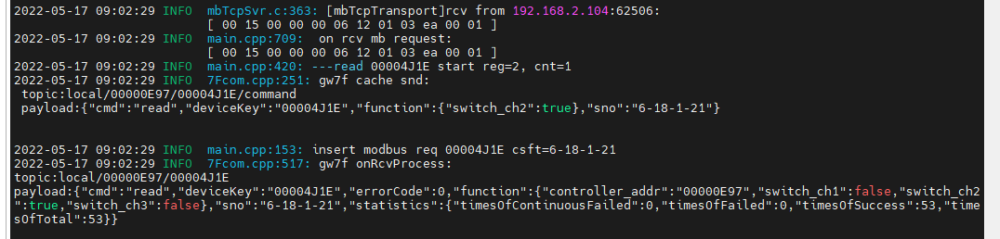 2022-05-17 09:02:29 INFO  mbTcpSvr.c:363: [mbTcpTransport]rcv from 192.168.2.104:62506:
[ 00 15 00 00 00 06 12 01 03 ea 00 01 ]
2022-05-17 09:02:29 INFO  main.cpp:709:  on rcv mb request:
[ 00 15 00 00 00 06 12 01 03 ea 00 01 ]
2022-05-17 09:02:29 INFO  main.cpp:420: ---read 00004J1E start reg=2, cnt=1
2022-05-17 09:02:29 INFO  7Fcom.cpp:251: gw7f cache snd:
topic:local/00000E97/00004J1E/command
payload:{"cmd":"read","deviceKey":"00004J1E","function":{"switch_ch2":true},"sno":"6-18-1-21"}
2022-05-17 09:02:29 INFO  main.cpp:153: insert modbus req 00004J1E csft=6-18-1-21
2022-05-17 09:02:29 INFO  7Fcom.cpp:517: gw7f onRcvProcess:
topic:local/00000E97/00004J1E
payload:{"cmd":"read","deviceKey":"00004J1E","errorCode":0,"function":{"controller_addr":"00000E97","switch_ch1":false,"switch_ch2
":true,"switch_ch3":false},"sno":"6-18-1-21","statistics":{"timesOfContinuousFailed":0,"timesOfFailed":0,"timesOfSuccess":53,"time
sOfTotal":53}}